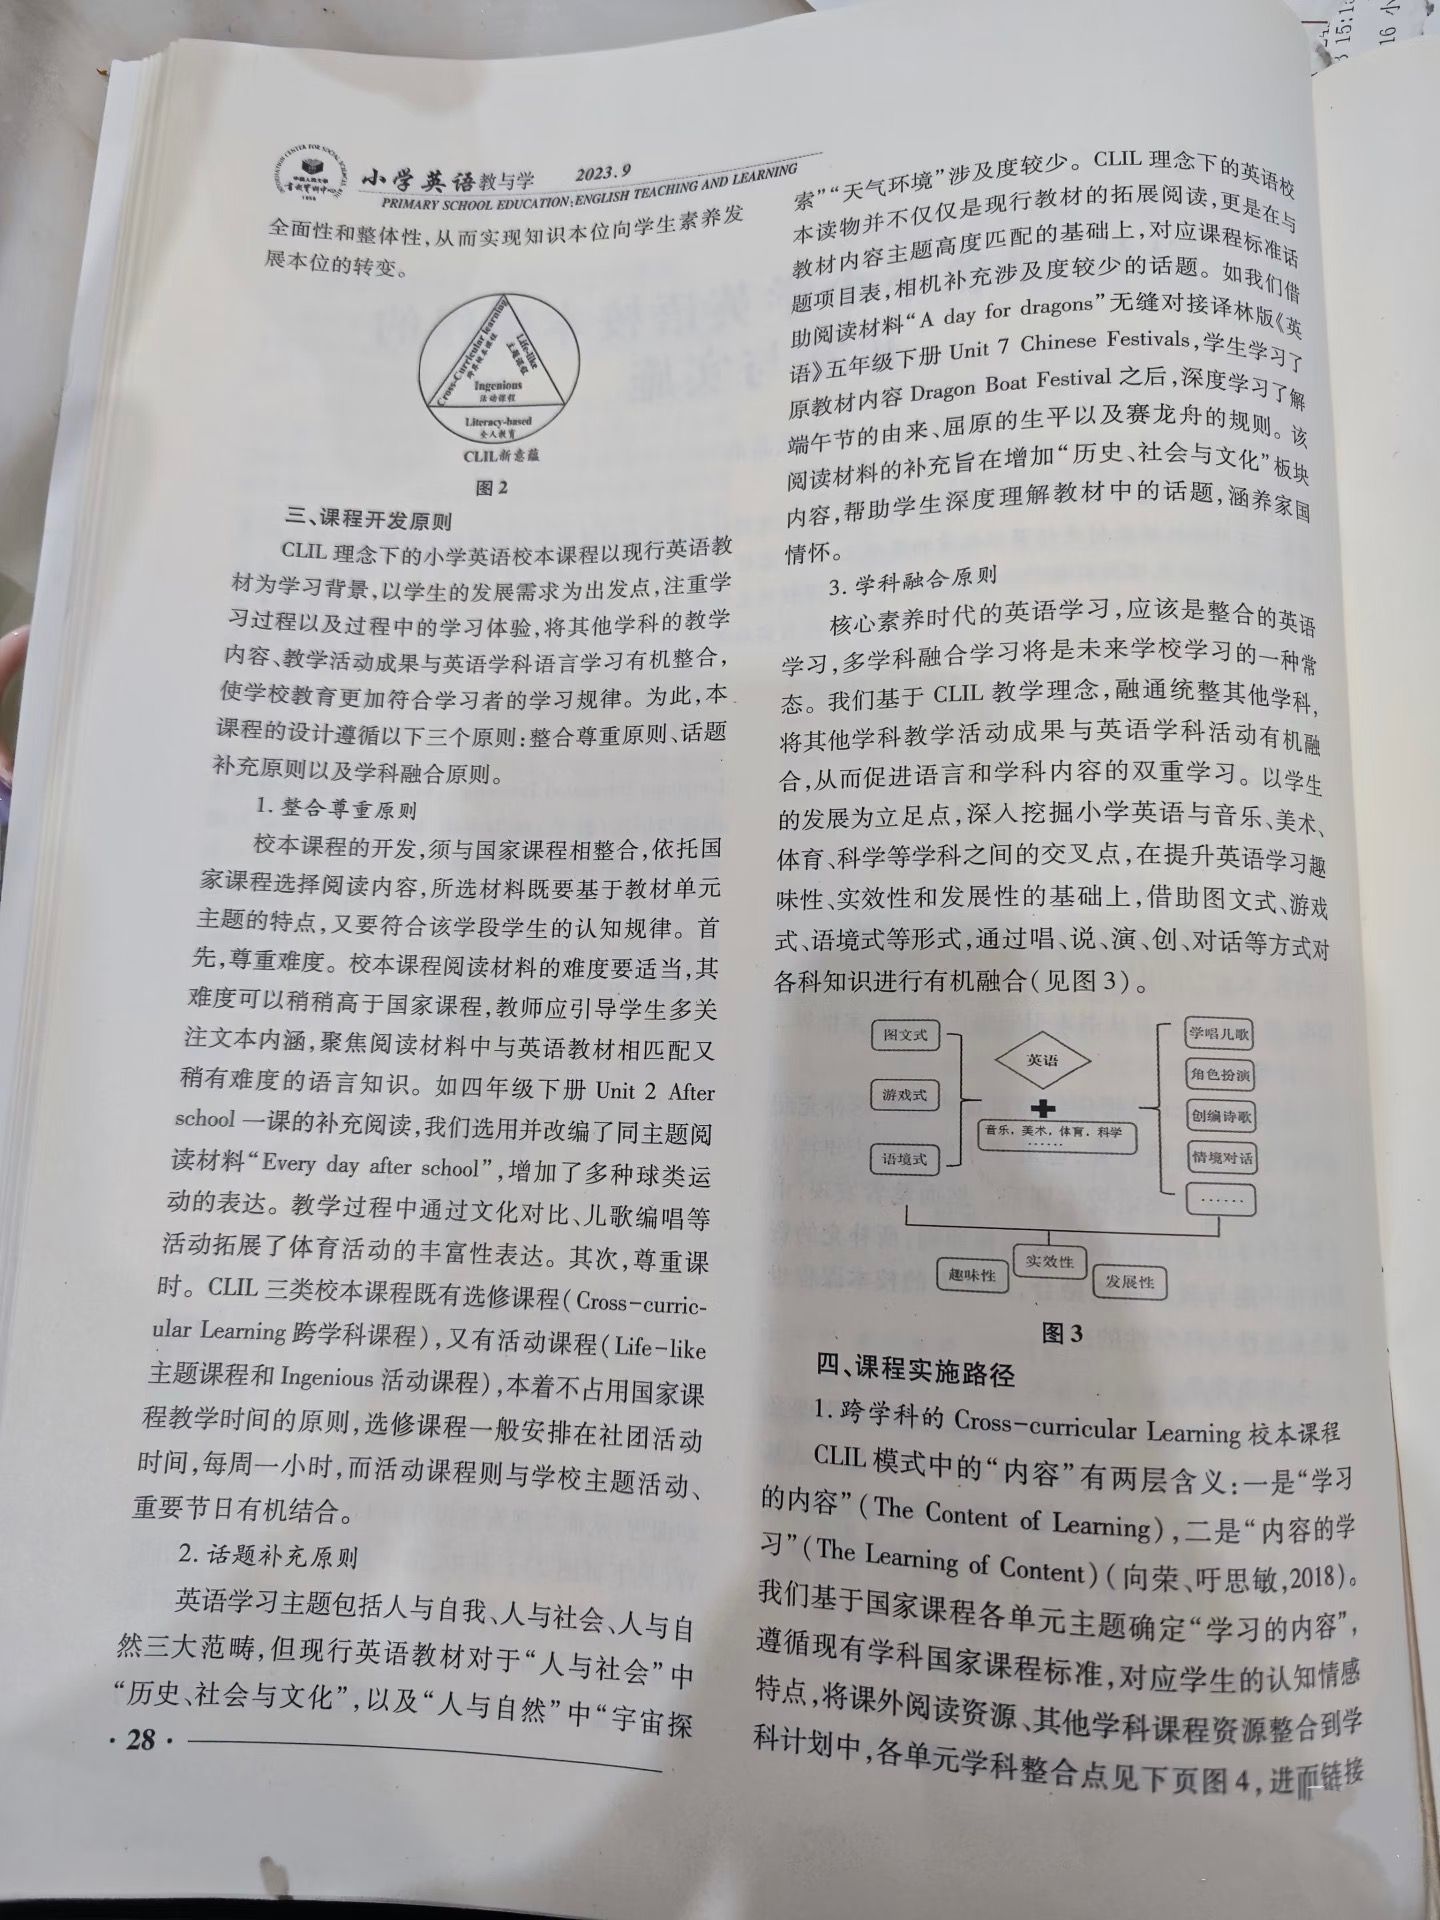 小学英语教与学 2023.9
PRIMARY SCHOOL EDUCATION:ENGLISH TEACHING AND LEARNING
全面性和整体性,从而实现知识本位向学生素养发
展本位的转变。
Cross-Curricular learning
跨学科课程
Life-like
主题课程
Ingenious
活动课程
Literacy-based
全人教育
CLIL新意蕴
图2
三、课程开发原则
CLIL 理念下的小学英语校本课程以现行英语教
材为学习背景,以学生的发展需求为出发点,注重学
习过程以及过程中的学习体验,将其他学科的教学
内容、教学活动成果与英语学科语言学习有机整合,
使学校教育更加符合学习者的学习规律。为此,本
课程的设计遵循以下三个原则:整合尊重原则、话题
补充原则以及学科融合原则。
1. 整合尊重原则
校本课程的开发,须与国家课程相整合,依托国
家课程选择阅读内容,所选材料既要基于教材单元
主题的特点,又要符合该学段学生的认知规律。首
先,尊重难度。校本课程阅读材料的难度要适当,其
难度可以稍稍高于国家课程,教师应引导学生多关
注文本内涵,聚焦阅读材料中与英语教材相匹配又
稍有难度的语言知识。如四年级下册 Unit 2 After
school 一课的补充阅读,我们选用并改编了同主题阅
读材料“Every day after school”,增加了多种球类运
动的表达。教学过程中通过文化对比、儿歌编唱等
活动拓展了体育活动的丰富性表达。其次,尊重课
时。CLIL 三类校本课程既有选修课程(Cross-curric-
ular Learning 跨学科课程),又有活动课程(Life-like
主题课程和 Ingenious 活动课程),本着不占用国家课
程教学时间的原则,选修课程一般安排在社团活动
时间,每周一小时,而活动课程则与学校主题活动、
重要节日有机结合。
2. 话题补充原则
英语学习主题包括人与自我、人与社会、人与自
然三大范畴,但现行英语教材对于“人与社会”中
“历史、社会与文化”,以及“人与自然”中“宇宙探
· 28 ·
索”“天气环境”涉及度较少。CLIL 理念下的英语校
本读物并不仅仅是现行教材的拓展阅读,更是在与
教材内容主题高度匹配的基础上,对应课程标准话
题项目表,相机补充涉及度较少的话题。如我们借
助阅读材料“A day for dragons”无缝对接译林版《英
语》五年级下册 Unit 7 Chinese Festivals,学生学习了
原教材内容 Dragon Boat Festival 之后,深度学习了解
端午节的由来、屈原的生平以及赛龙舟的规则。该
阅读材料的补充旨在增加“历史、社会与文化”板块
内容,帮助学生深度理解教材中的话题,涵养家国
情怀。
3. 学科融合原则
核心素养时代的英语学习,应该是整合的英语
学习,多学科融合学习将是未来学校学习的一种常
态。我们基于 CLIL 教学理念,融通统整其他学科,
将其他学科教学活动成果与英语学科活动有机融
合,从而促进语言和学科内容的双重学习。以学生
的发展为立足点,深入挖掘小学英语与音乐、美术、
体育、科学等学科之间的交叉点,在提升英语学习趣
味性、实效性和发展性的基础上,借助图文式、游戏
式、语境式等形式,通过唱、说、演、创、对话等方式对
各科知识进行有机融合(见图 3)。
图文式
游戏式
语境式
英语
音乐，美术，体育，科学
……
学唱儿歌
角色扮演
创编诗歌
情境对话
……
趣味性
实效性
发展性
图3
四、课程实施路径
1. 跨学科的 Cross-curricular Learning 校本课程
CLIL 模式中的“内容”有两层含义:一是“学习
的内容”(The Content of Learning),二是“内容的学
习”(The Learning of Content)(向荣、吁思敏,2018)。
我们基于国家课程各单元主题确定“学习的内容”,
遵循现有学科国家课程标准,对应学生的认知情感
特点,将课外阅读资源、其他学科课程资源整合到学
科计划中,各单元学科整合点见下页图 4,进而链接